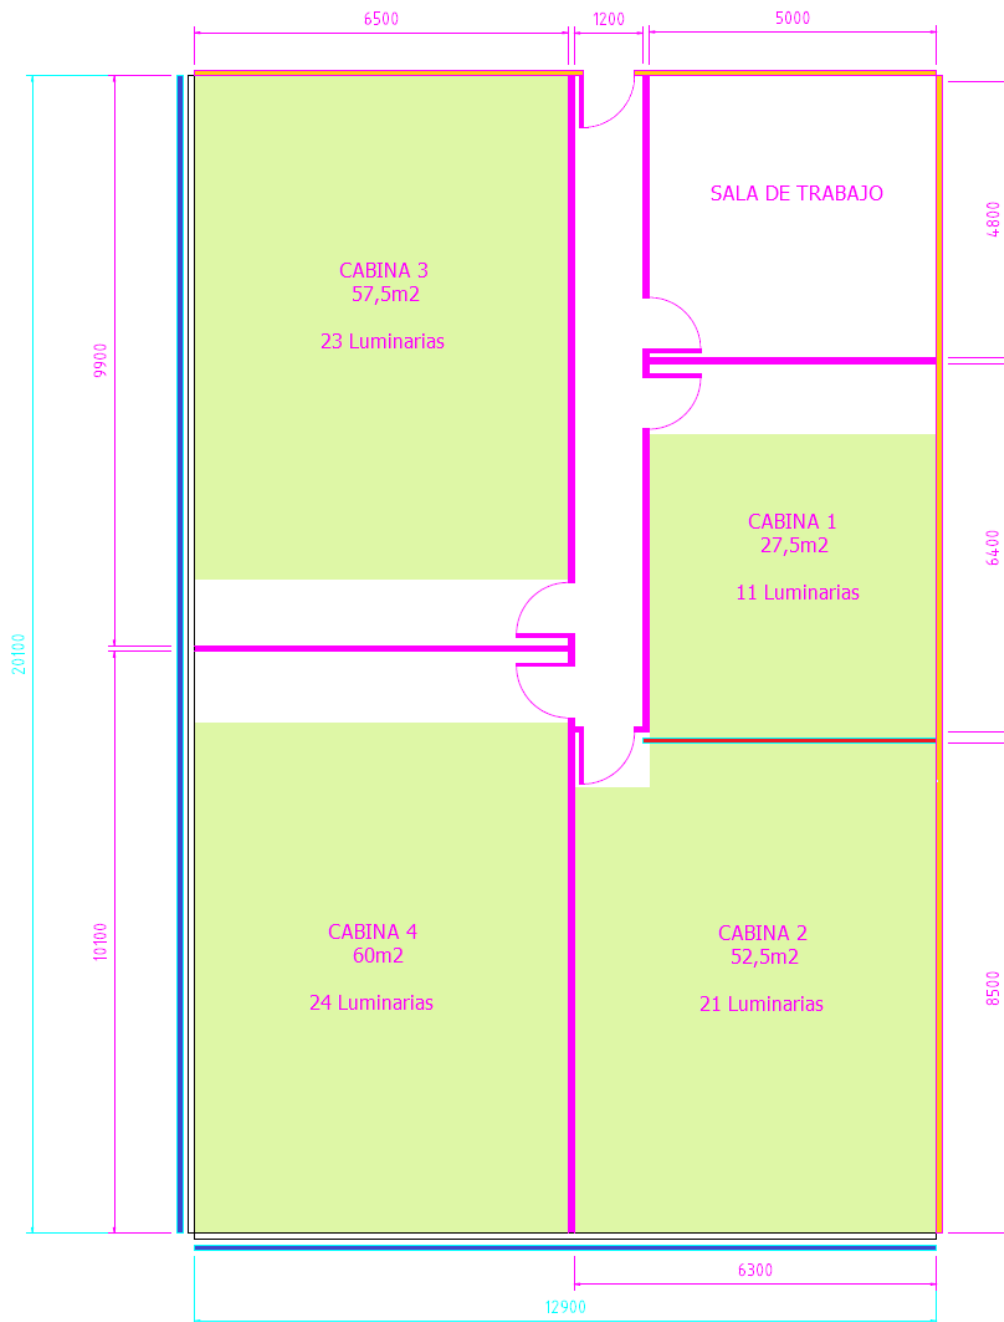 6500
1200
5000
SALA DE TRABAJO
4800
CABINA 3
57,5m2
23 Luminarias
9900
CABINA 1
27,5m2
11 Luminarias
6400
20100
CABINA 4
60m2
24 Luminarias
10100
CABINA 2
52,5m2
21 Luminarias
8500
6300
12900